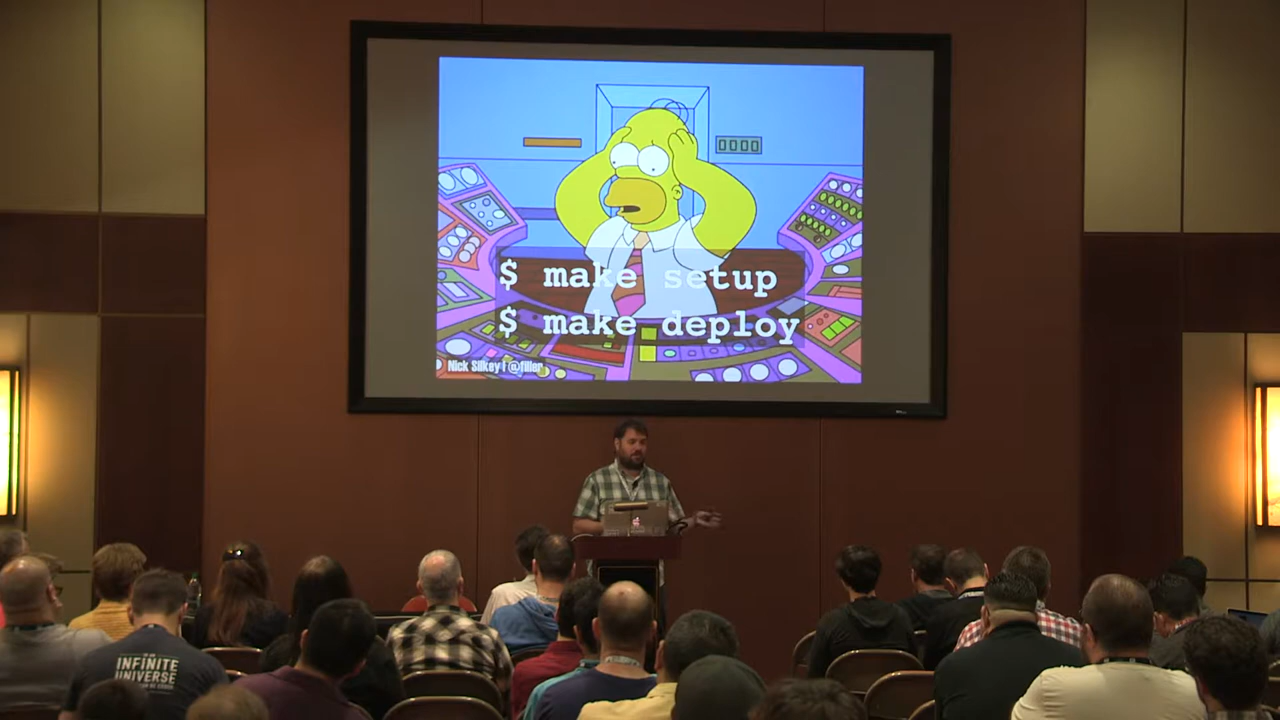 $ make setup
$ make deploy
Nick Silkey | @filler
INFINITE
UNIVERSE